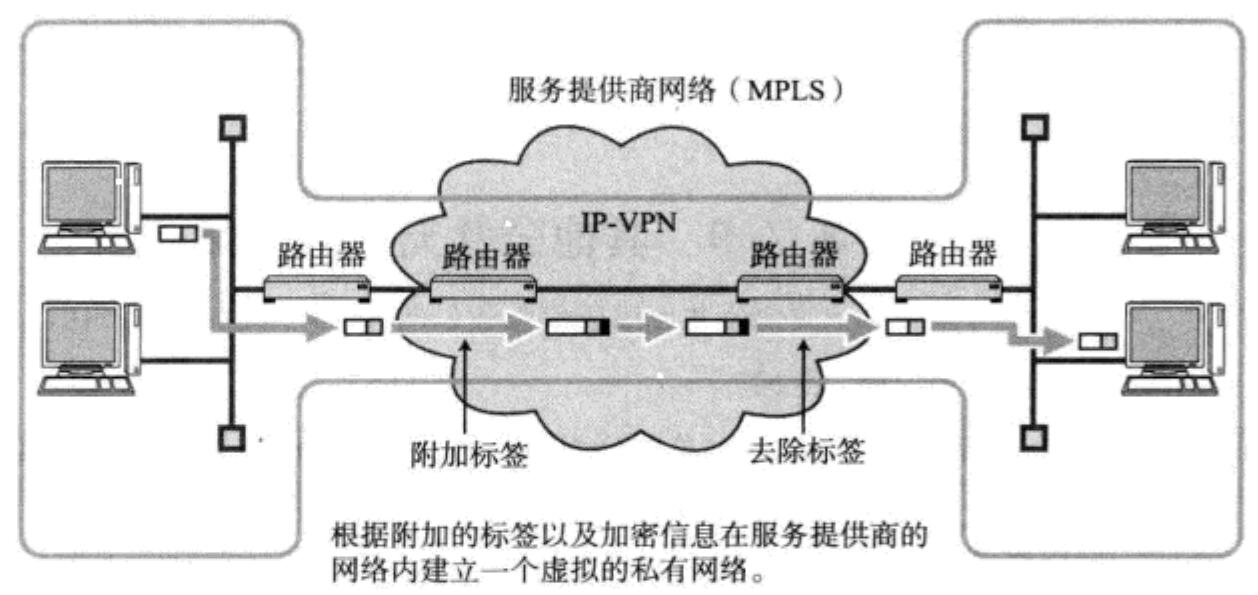 服务提供商网络（MPLS）
IP-VPN
路由器
路由器
路由器
路由器
附加标签
去除标签
根据附加的标签以及加密信息在服务提供商的
网络内建立一个虚拟的私有网络。